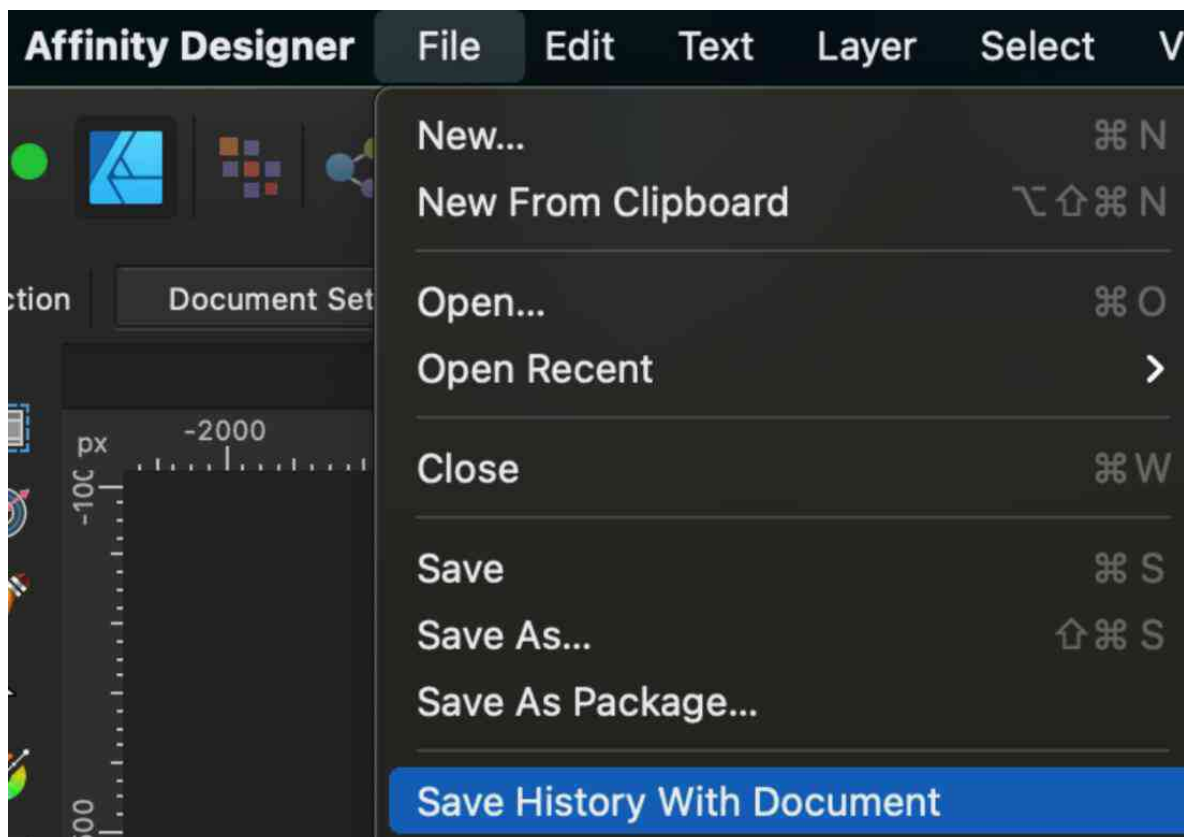 Affinity Designer File Edit Text Layer Select V
New... ⌘ N
New From Clipboard ⌥⇧⌘ N
ction Document Set
Open... ⌘ O
Open Recent
px -2000
Close ⌘ W
-100
Save ⌘ S
Save As... ⇧⌘ S
Save As Package...
Save History With Document